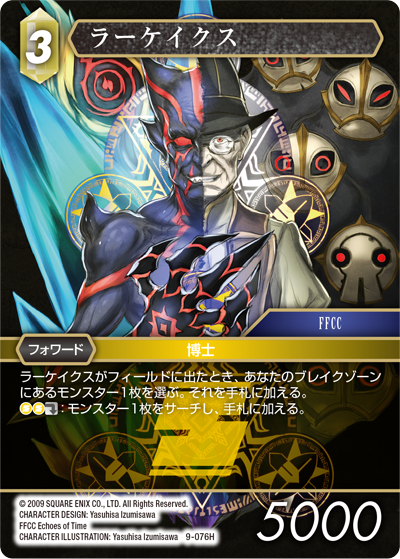 3
ラーケイクス
FFCC
フォワード
博士
ラーケイクスがフィールドに出たとき、あなたのブレイクゾーン
にあるモンスター1枚を選ぶ。それを手札に加える。
：モンスター1枚をサーチし、手札に加える。
© 2009 SQUARE ENIX CO., LTD. All Rights Reserved.
CHARACTER DESIGN: Yasuhisa Izumisawa
FFCC Echoes of Time
CHARACTER ILLUSTRATION: Yasuhisa Izumisawa 9-076H
5000